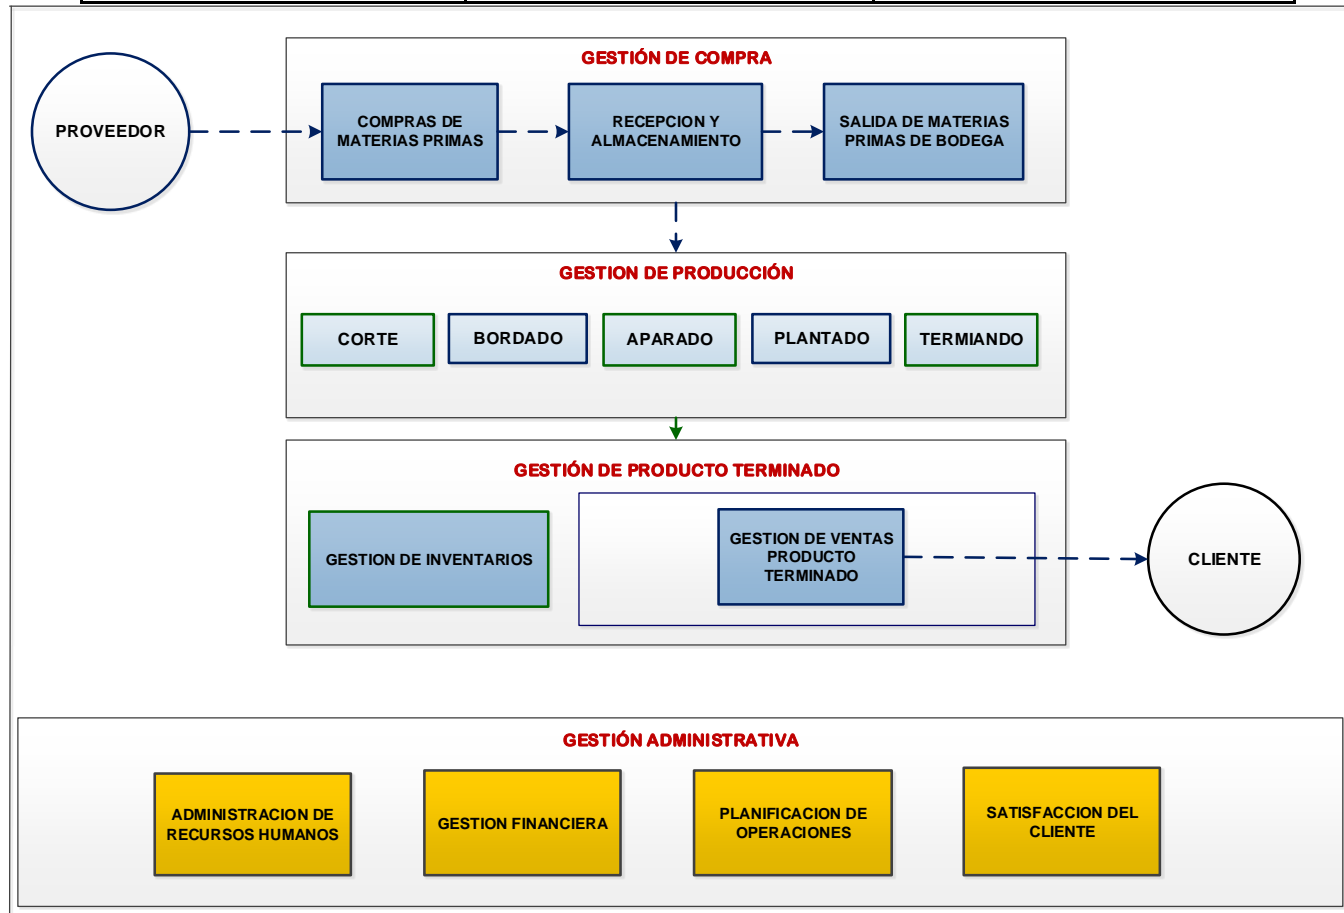 GESTIÓN DE COMPRA
PROVEEDOR
COMPRAS DE
MATERIAS PRIMAS
RECEPCION Y
ALMACENAMIENTO
SALIDA DE MATERIAS
PRIMAS DE BODEGA
GESTION DE PRODUCCIÓN
CORTE
BORDADO
APARADO
PLANTADO
TERMIANDO
GESTIÓN DE PRODUCTO TERMINADO
GESTION DE INVENTARIOS
GESTION DE VENTAS
PRODUCTO
TERMINADO
CLIENTE
GESTIÓN ADMINISTRATIVA
ADMINISTRACION DE
RECURSOS HUMANOS
GESTION FINANCIERA
PLANIFICACION DE
OPERACIONES
SATISFACCION DEL
CLIENTE